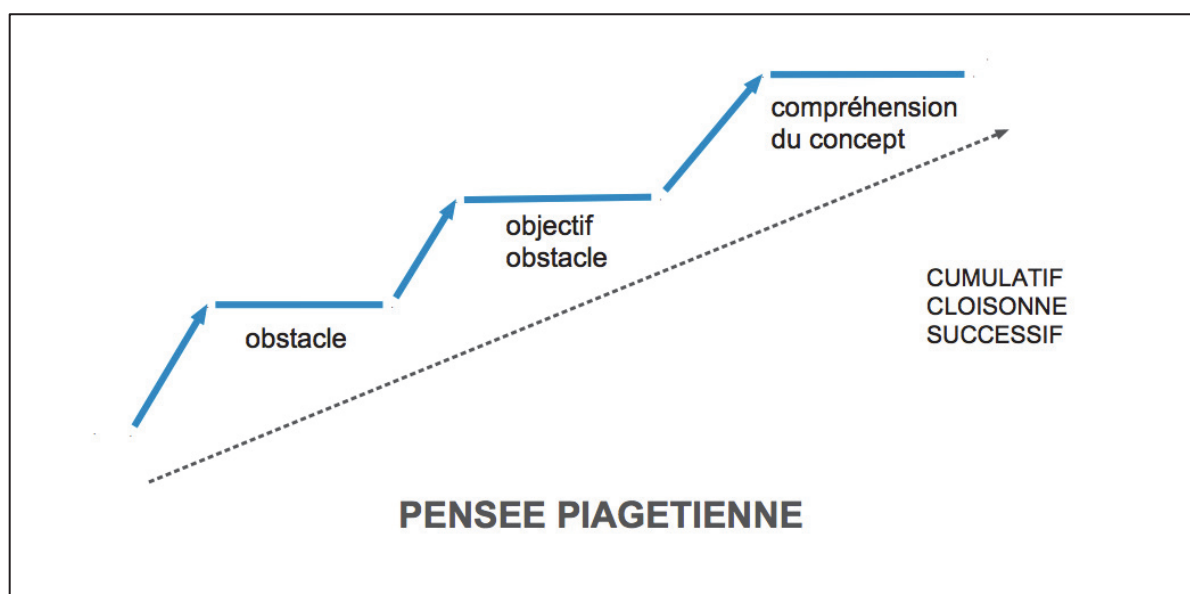 compréhension
du concept
objectif
obstacle
obstacle
CUMULATIF
CLOISONNE
SUCCESSIF
PENSEE PIAGETIENNE